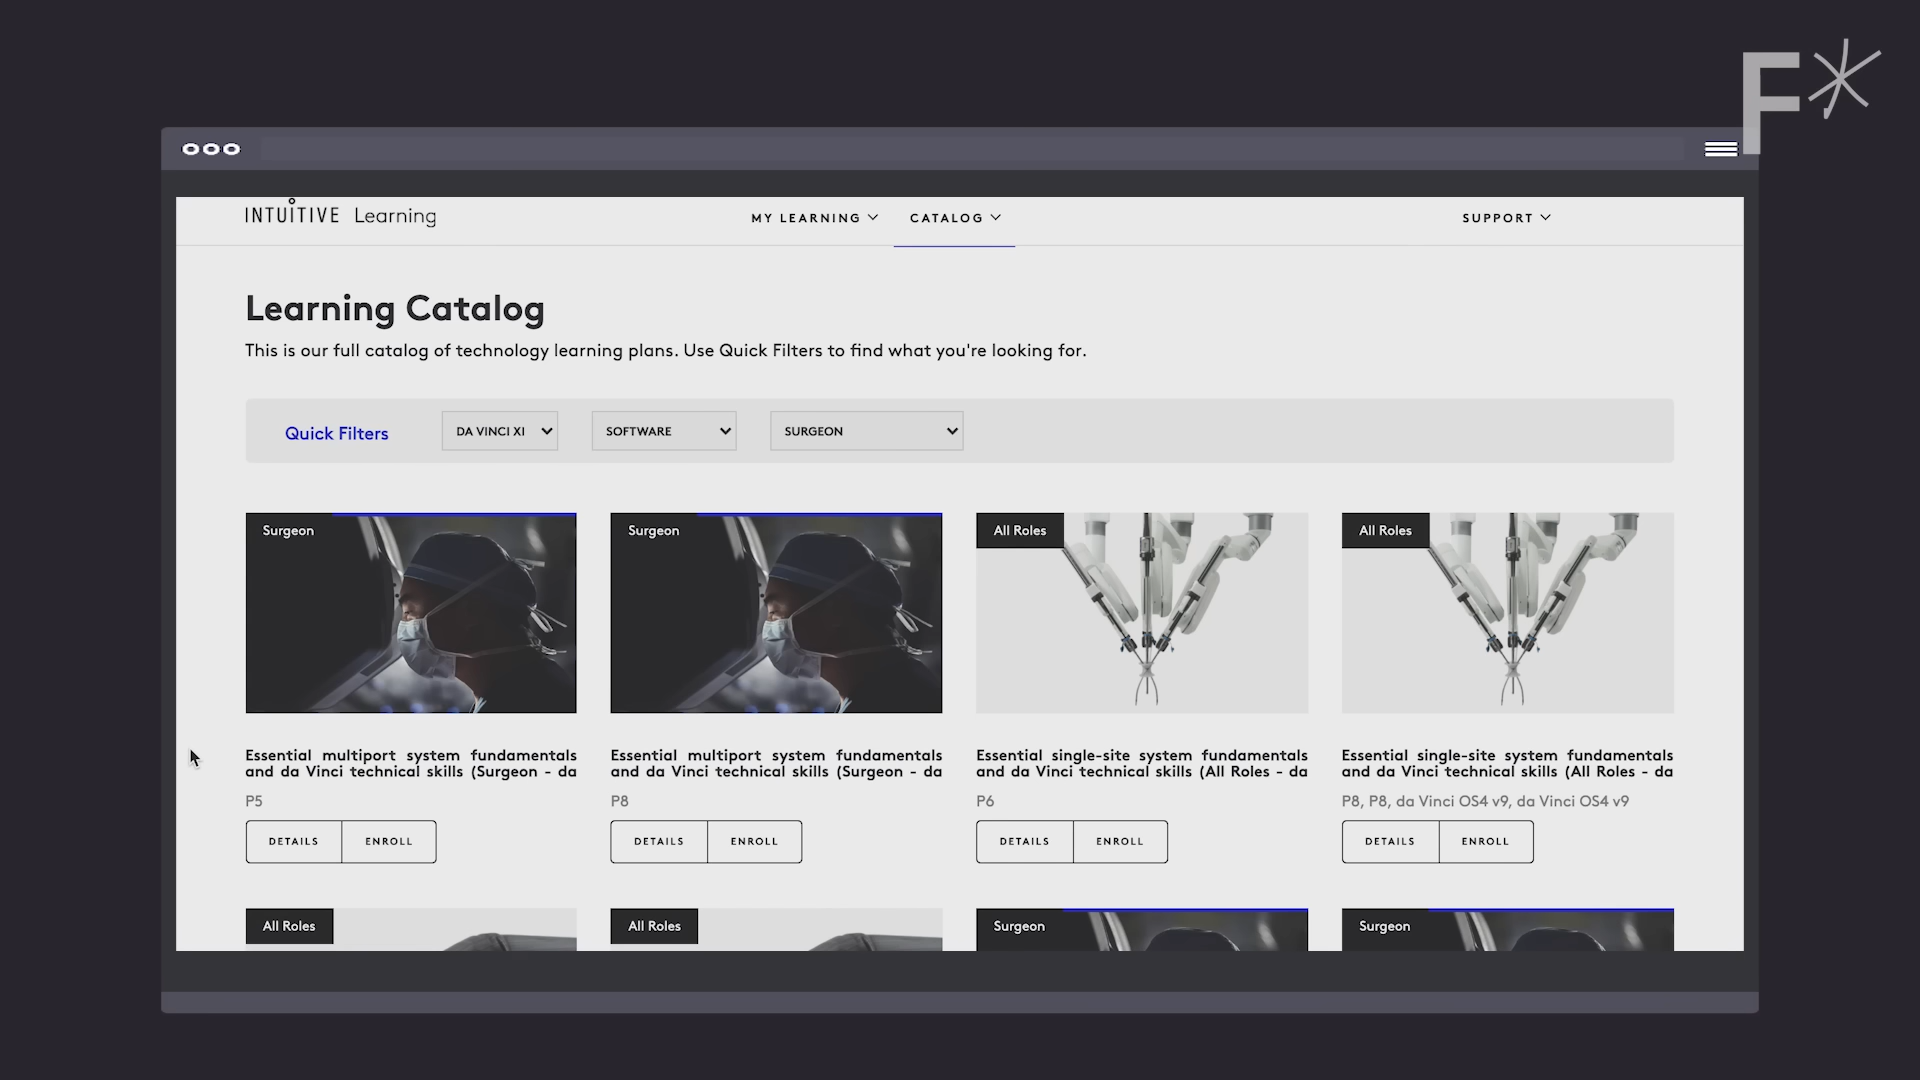 F*
INTUITIVE Learning
MY LEARNING
CATALOG
SUPPORT
Learning Catalog
This is our full catalog of technology learning plans. Use Quick Filters to find what you're looking for.
Quick Filters
DA VINCI XI
SOFTWARE
SURGEON
Surgeon
Surgeon
All Roles
All Roles
Essential multiport system fundamentals
and da Vinci technical skills (Surgeon - da
P5
DETAILS
ENROLL
Essential multiport system fundamentals
and da Vinci technical skills (Surgeon - da
P8
DETAILS
ENROLL
Essential single-site system fundamentals
and da Vinci technical skills (All Roles - da
P6
DETAILS
ENROLL
Essential single-site system fundamentals
and da Vinci technical skills (All Roles - da
P8, P8, da Vinci OS4 v9, da Vinci OS4 v9
DETAILS
ENROLL
All Roles
All Roles
Surgeon
Surgeon